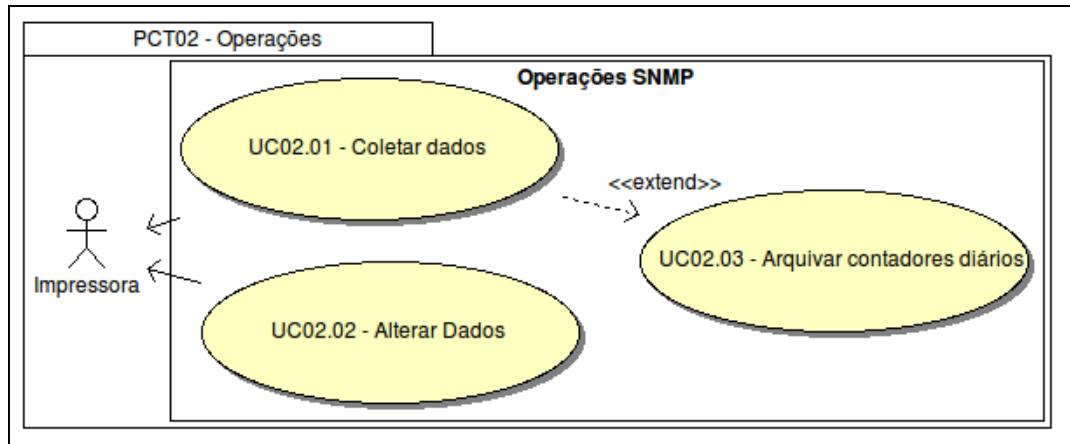 PCT02 - Operações
Operações SNMP
UC02.01 - Coletar dados
<<extend>>
UC02.03 - Arquivar contadores diários
Impressora
UC02.02 - Alterar Dados